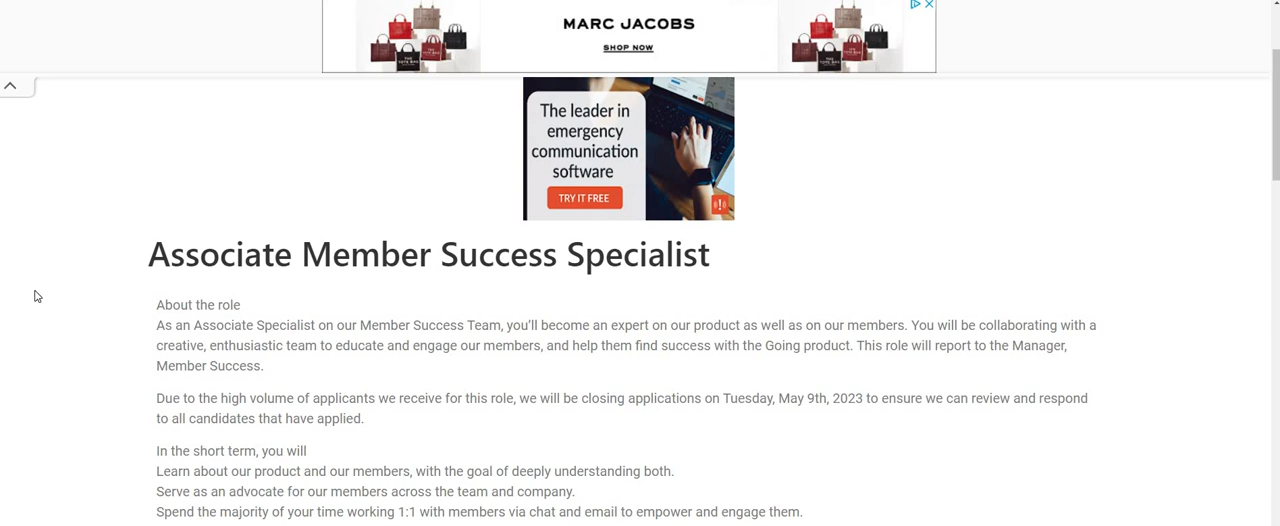 MARC JACOBS
SHOP NOW
The leader in
emergency
communication
software
TRY IT FREE
Associate Member Success Specialist
About the role
As an Associate Specialist on our Member Success Team, you’ll become an expert on our product as well as on our members. You will be collaborating with a
creative, enthusiastic team to educate and engage our members, and help them find success with the Going product. This role will report to the Manager,
Member Success.
Due to the high volume of applicants we receive for this role, we will be closing applications on Tuesday, May 9th, 2023 to ensure we can review and respond
to all candidates that have applied.
In the short term, you will
Learn about our product and our members, with the goal of deeply understanding both.
Serve as an advocate for our members across the team and company.
Spend the majority of your time working 1:1 with members via chat and email to empower and engage them.